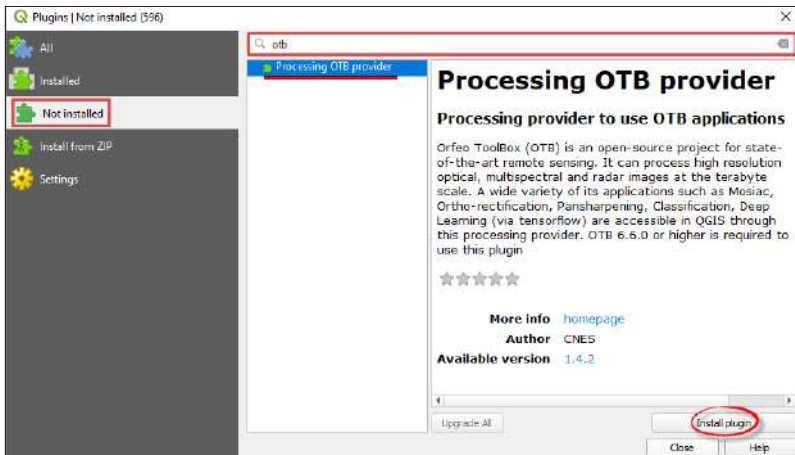 Plugins | Not installed (596)
All
Installed
Not installed
Install from ZIP
Settings
otb
Processing OTB provider
Processing OTB provider
Processing provider to use OTB applications
Orfeo ToolBox (OTB) is an open-source project for state-
of-the-art remote sensing. It can process high resolution
optical, multispectral and radar images at the terabyte
scale. A wide variety of its applications such as Mosiac,
Ortho-rectification, Pansharpening, Classification, Deep
Learning (via tensorflow) are accessible in QGIS through
this processing provider. OTB 6.6.0 or higher is required to
use this plugin
More info homepage
Author CNES
Available version 1.4.2
Upgrade All
Install plugin
Close
Help